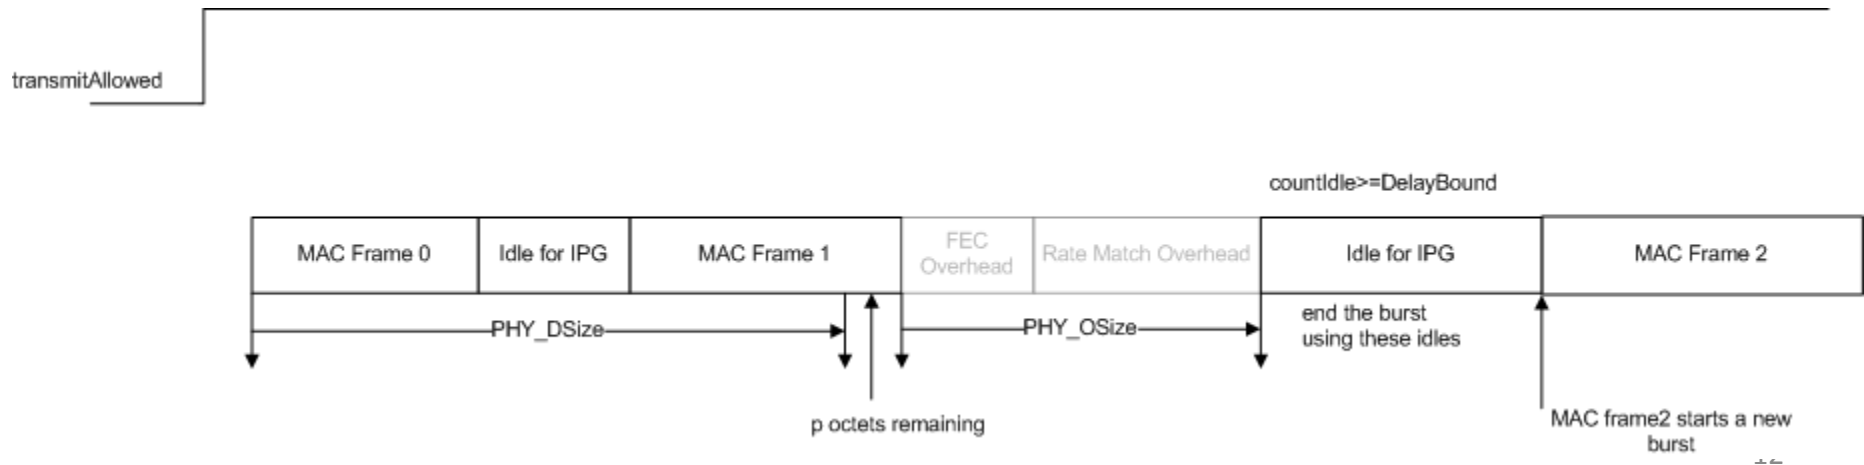 transmitAllowed
countIdle>=DelayBound
MAC Frame 0
Idle for IPG
MAC Frame 1
FEC
Overhead
Rate Match Overhead
Idle for IPG
MAC Frame 2
PHY_DSize
PHY_OSize
end the burst
using these idles
p octets remaining
MAC frame2 starts a new
burst